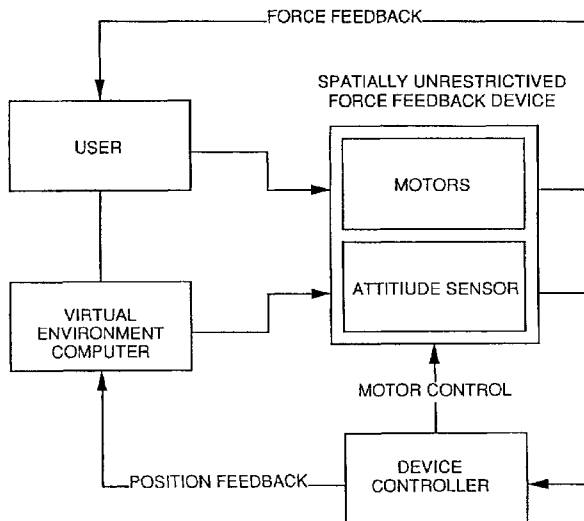 FORCE FEEDBACK
SPATIALLY UNRESTRICTIVED
FORCE FEEDBACK DEVICE
USER
MOTORS
ATTITIUDE SENSOR
VIRTUAL
ENVIRONMENT
COMPUTER
MOTOR CONTROL
POSITION FEEDBACK
DEVICE
CONTROLLER